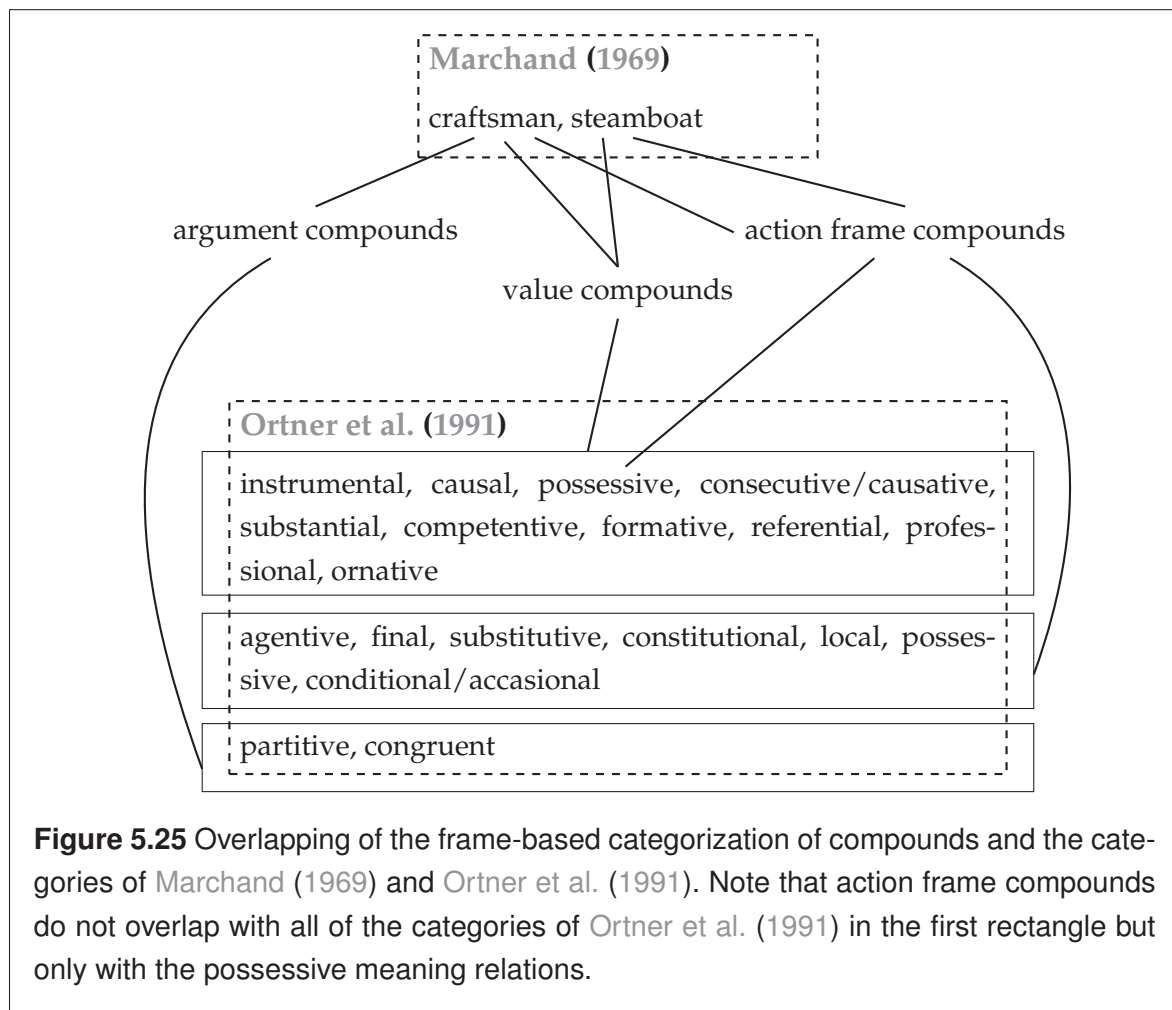 Marchand (1969)
craftsman, steamboat
argument compounds
action frame compounds
value compounds
Ortner et al. (1991)
instrumental, causal, possessive, consecutive/causative,
substantial, competentive, formative, referential, profes-
sional, ornative
agentive, final, substitutive, constitutional, local, posses-
sive, conditional/accasional
partitive, congruent
Figure 5.25 Overlapping of the frame-based categorization of compounds and the cate-
gories of Marchand (1969) and Ortner et al. (1991). Note that action frame compounds
do not overlap with all of the categories of Ortner et al. (1991) in the first rectangle but
only with the possessive meaning relations.